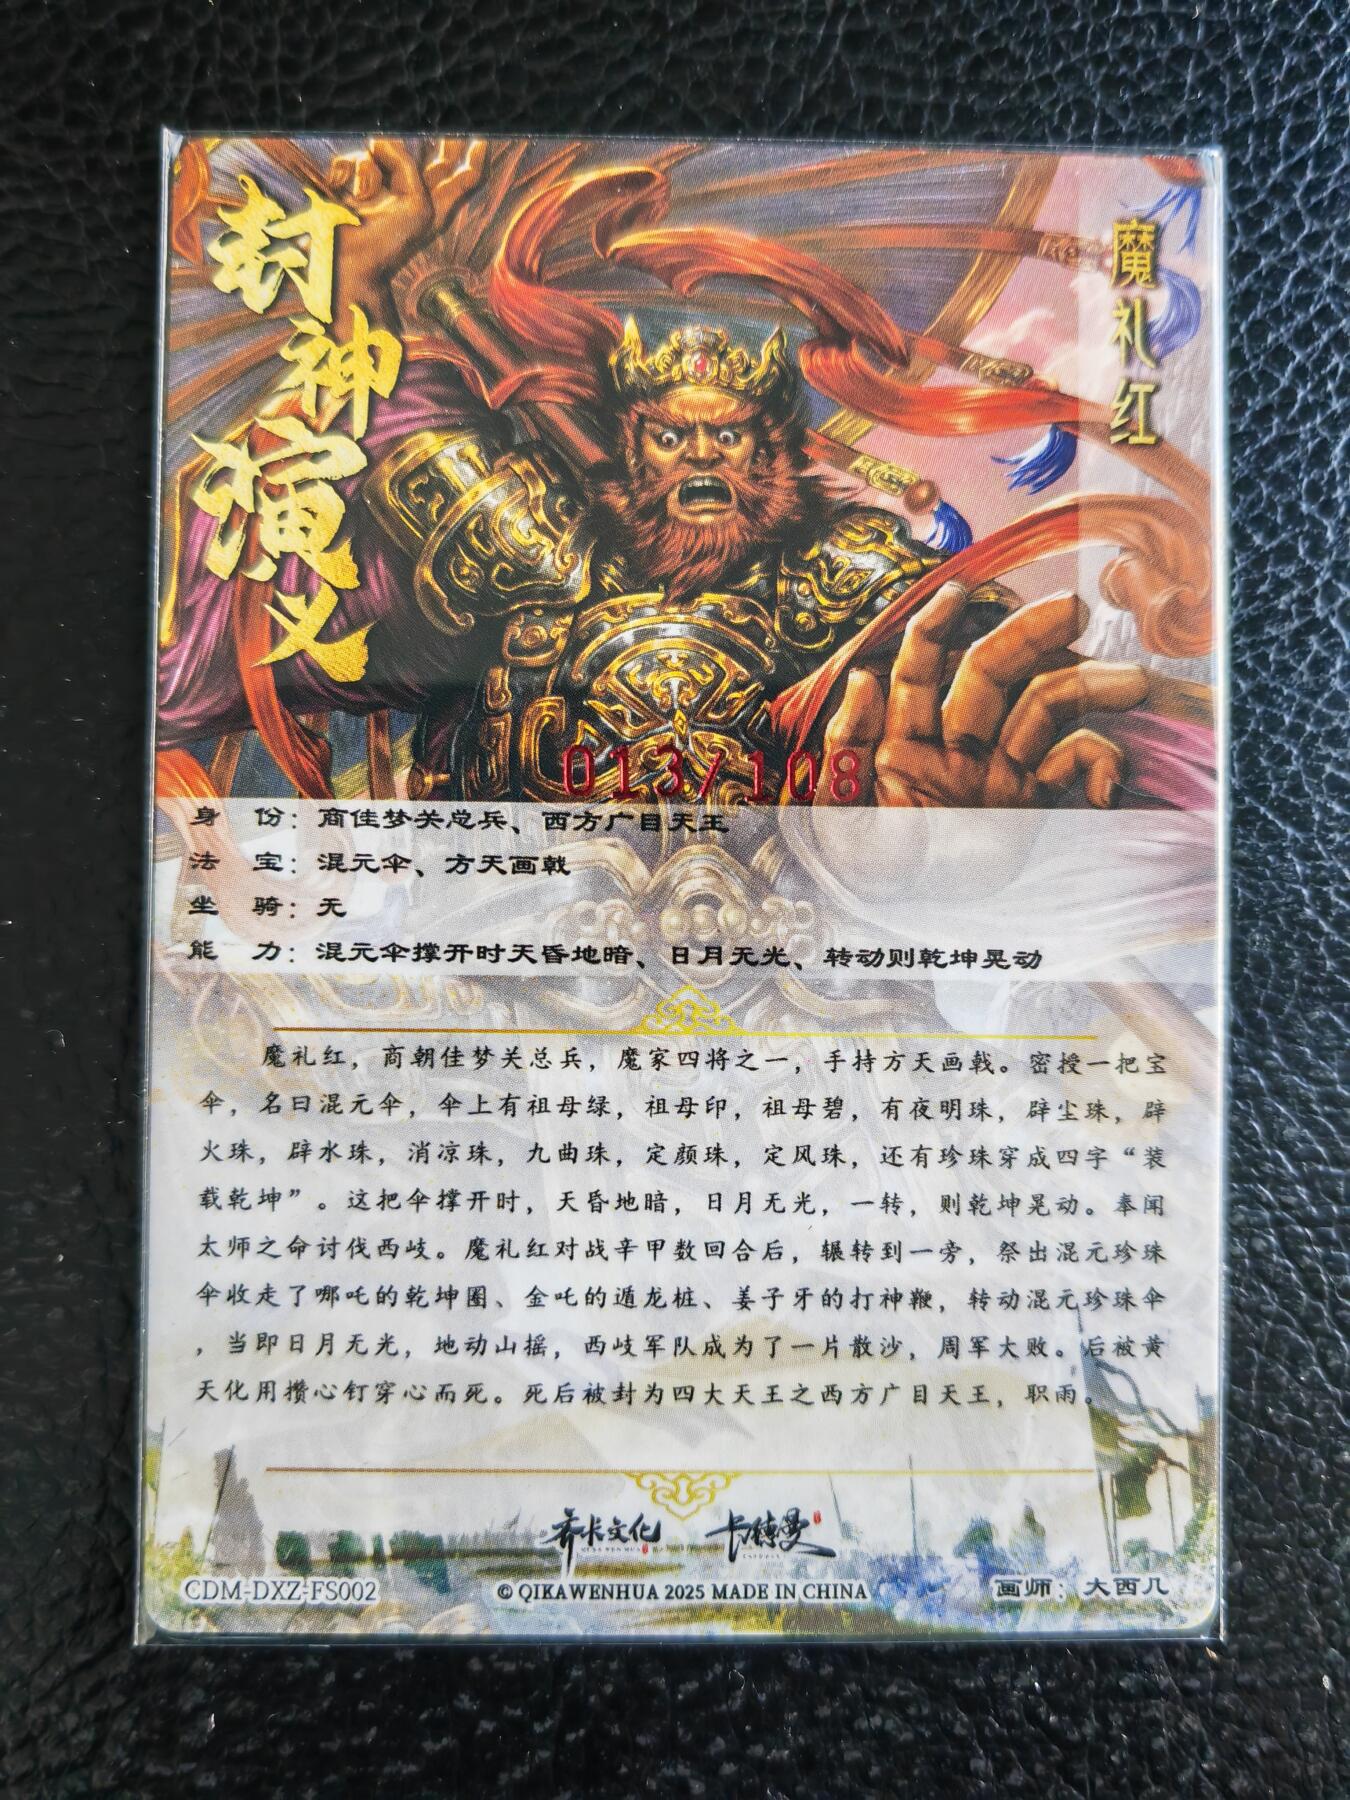 封神演义
魔礼红
013/108
身 份：商佳梦关总兵、西方广目天王
法 宝：混元伞、方天画戟
坐 骑：无
能 力：混元伞撑开时天昏地暗、日月无光、转动则乾坤晃动
魔礼红，商朝佳梦关总兵，魔家四将之一，手持方天画戟。密授一把宝
伞，名曰混元伞，伞上有祖母绿，祖母印，祖母碧，有夜明珠，辟尘珠，辟
火珠，辟水珠，消凉珠，九曲珠，定颜珠，定风珠，还有珍珠穿成四字“装
载乾坤”。这把伞撑开时，天昏地暗，日月无光，一转，则乾坤晃动。奉闻
太师之命讨伐西岐。魔礼红对战辛甲数回合后，辗转到一旁，祭出混元珍珠
伞收走了哪吒的乾坤圈、金吒的遁龙桩、姜子牙的打神鞭，转动混元珍珠伞
，当即日月无光，地动山摇，西岐军队成为了一片散沙，周军大败。后被黄
天化用攒心钉穿心而死。死后被封为四大天王之西方广目天王，职雨。
奇卡文化 卡德曼
CDM-DXZ-FS002
© QIKAWENHUA 2025 MADE IN CHINA
画师：大西几